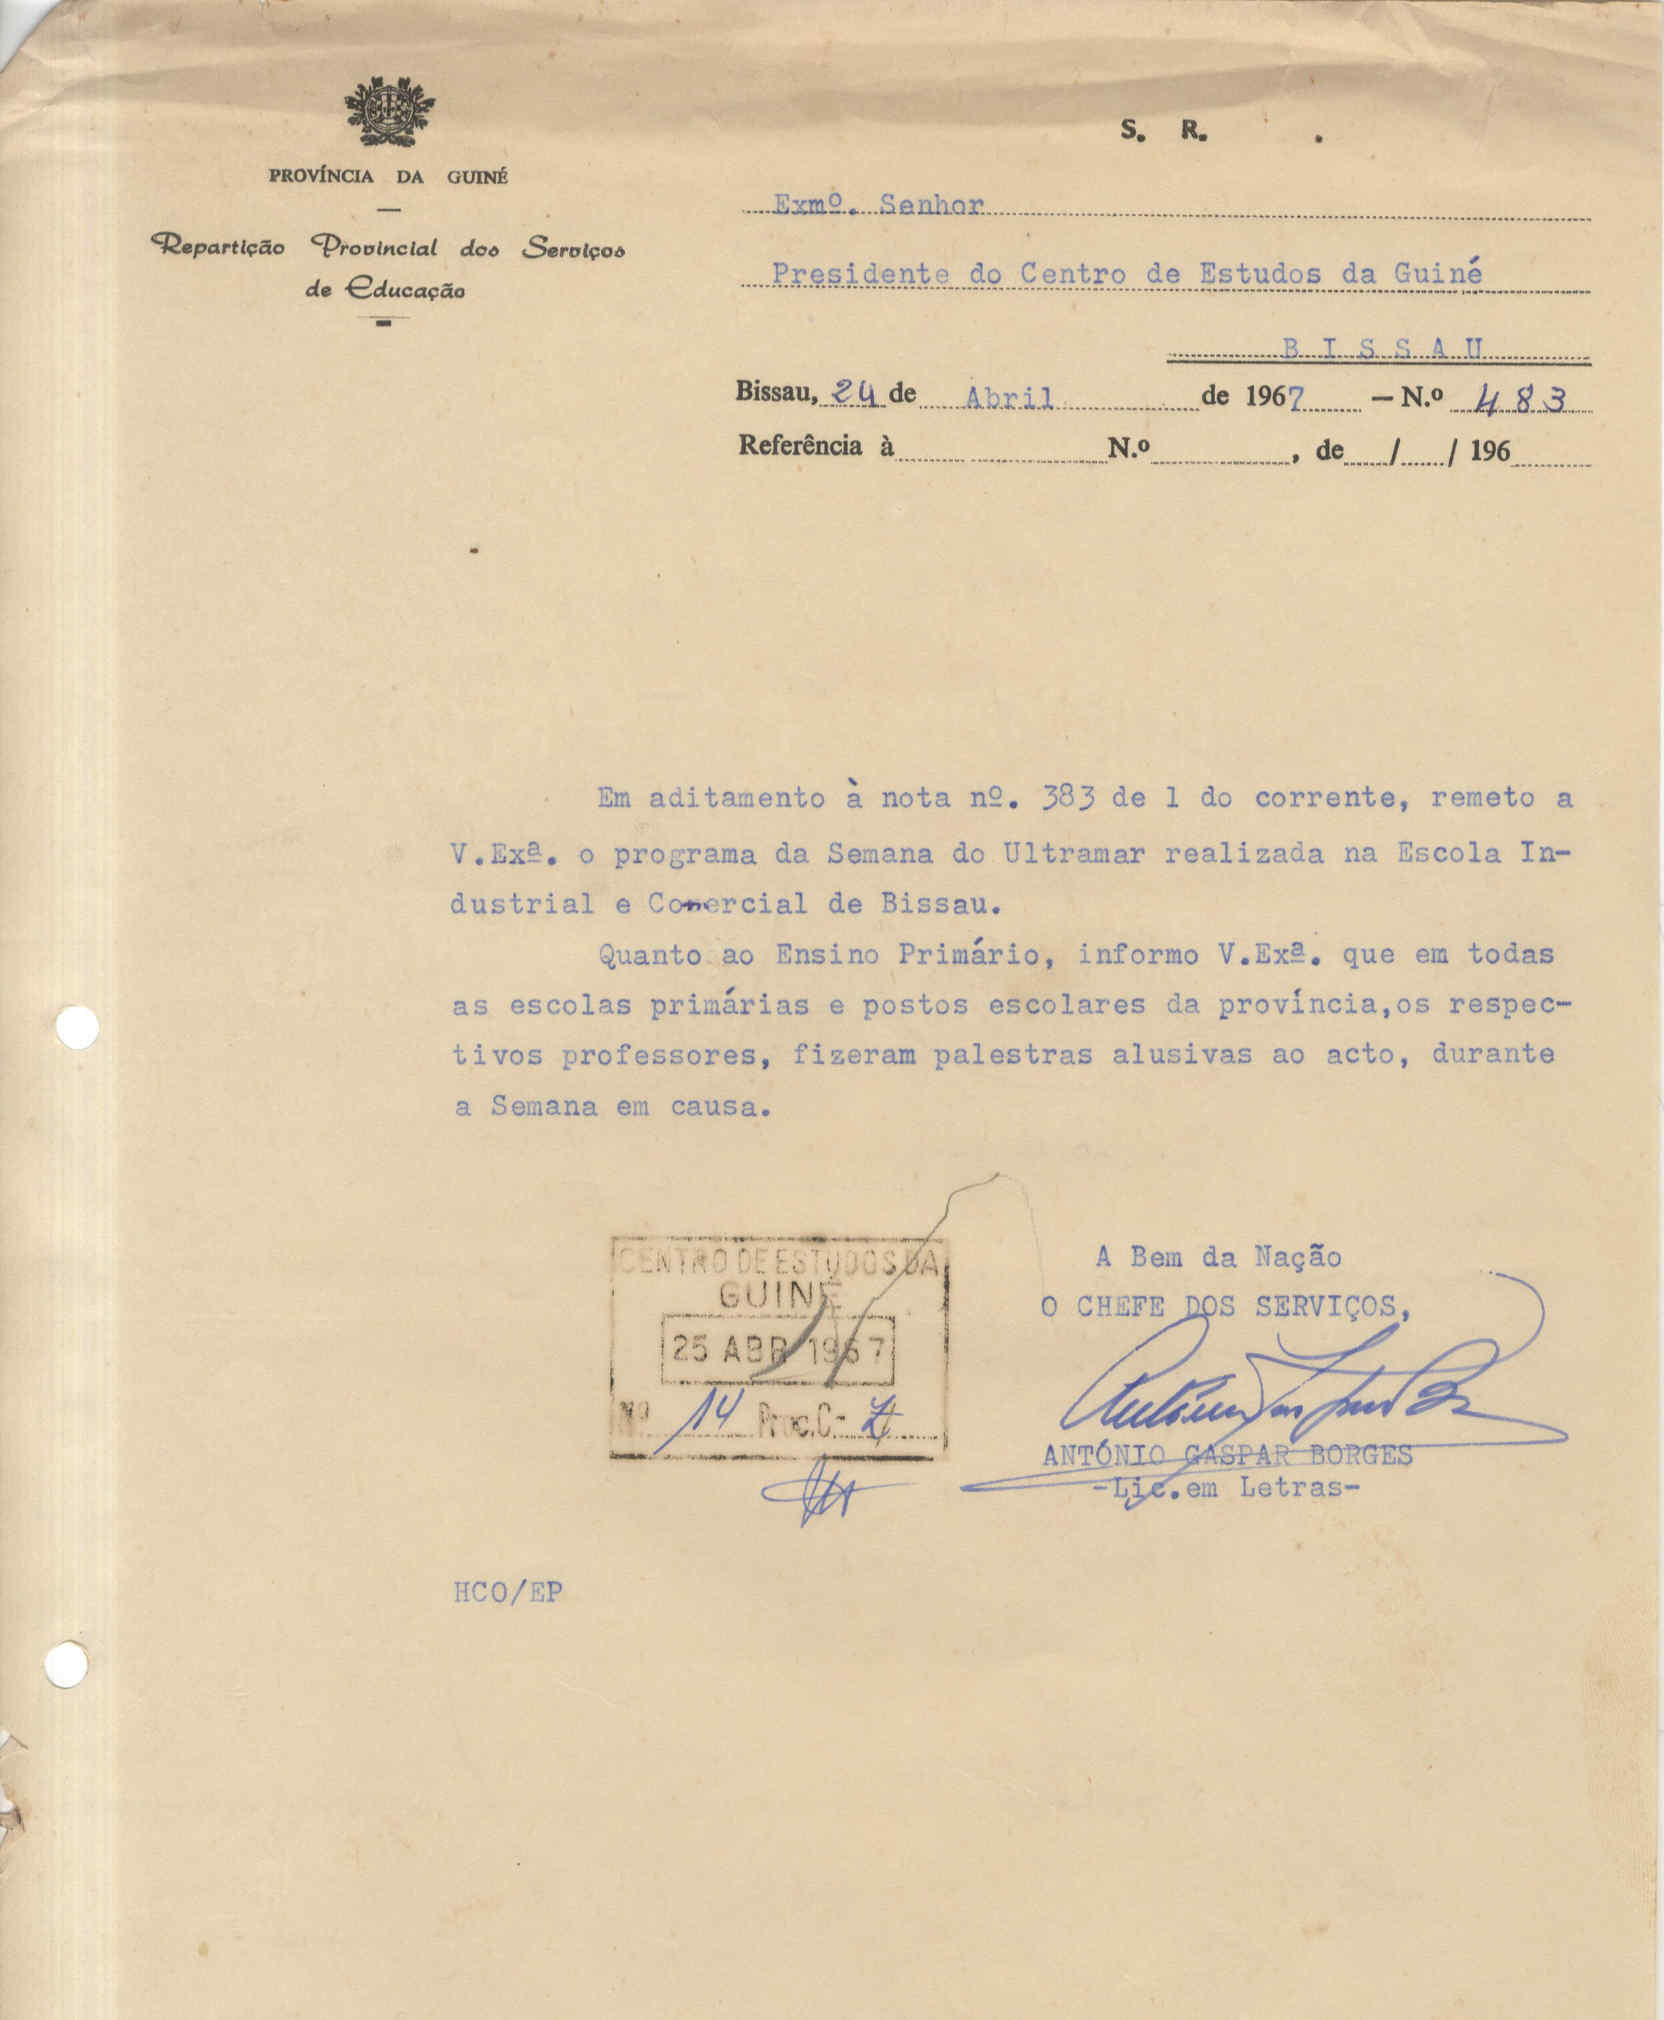 PROVÍNCIA DA GUINÉ
Repartição Provincial dos Serviços
de Educação
S. R.
Exmº. Senhor
Presidente do Centro de Estudos da Guiné
B I S S A U
Bissau, 24 de Abril de 1967 — N.º 483
Referência à N.º , de / / 196
Em aditamento à nota nº. 383 de 1 do corrente, remeto a
V.Exª. o programa da Semana do Ultramar realizada na Escola In-
dustrial e Comercial de Bissau.
Quanto ao Ensino Primário, informo V.Exª. que em todas
as escolas primárias e postos escolares da província,os respec-
tivos professores, fizeram palestras alusivas ao acto, durante
a Semana em causa.
A Bem da Nação
O CHEFE DOS SERVIÇOS,
ANTÓNIO GASPAR BORGES
-Lic.em Letras-
CENTRO DE ESTUDOS DA
GUINÉ
25 ABR 1967
Nº 14 Proc. C-
HCO/EP